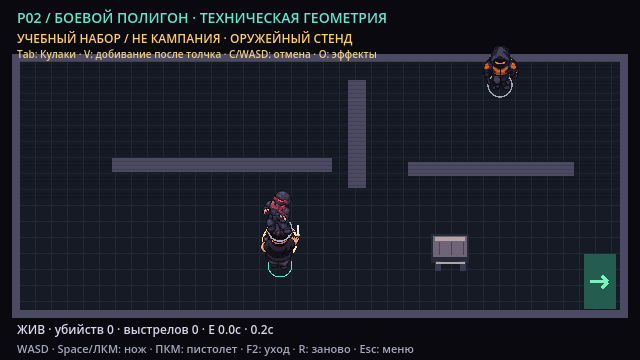 P02 / БОЕВОЙ ПОЛИГОН · ТЕХНИЧЕСКАЯ ГЕОМЕТРИЯ
УЧЕБНЫЙ НАБОР / НЕ КАМПАНИЯ · ОРУЖЕЙНЫЙ СТЕНД
Tab: Кулаки · V: добивание после толчка · C/WASD: отмена · O: эффекты
ЖИВ · убийств 0 · выстрелов 0 · E 0.0с · 0.2с
WASD · Space/ЛКМ: нож · ПКМ: пистолет · F2: уход · R: заново · Esc: меню